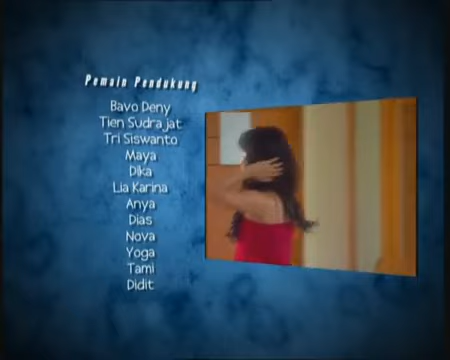 Pemain Pendukung
Bavo Deny
Tien Sudrajat
Tri Siswanto
Maya
Dika
Lia Karina
Anya
Dias
Nova
Yoga
Tami
Didit